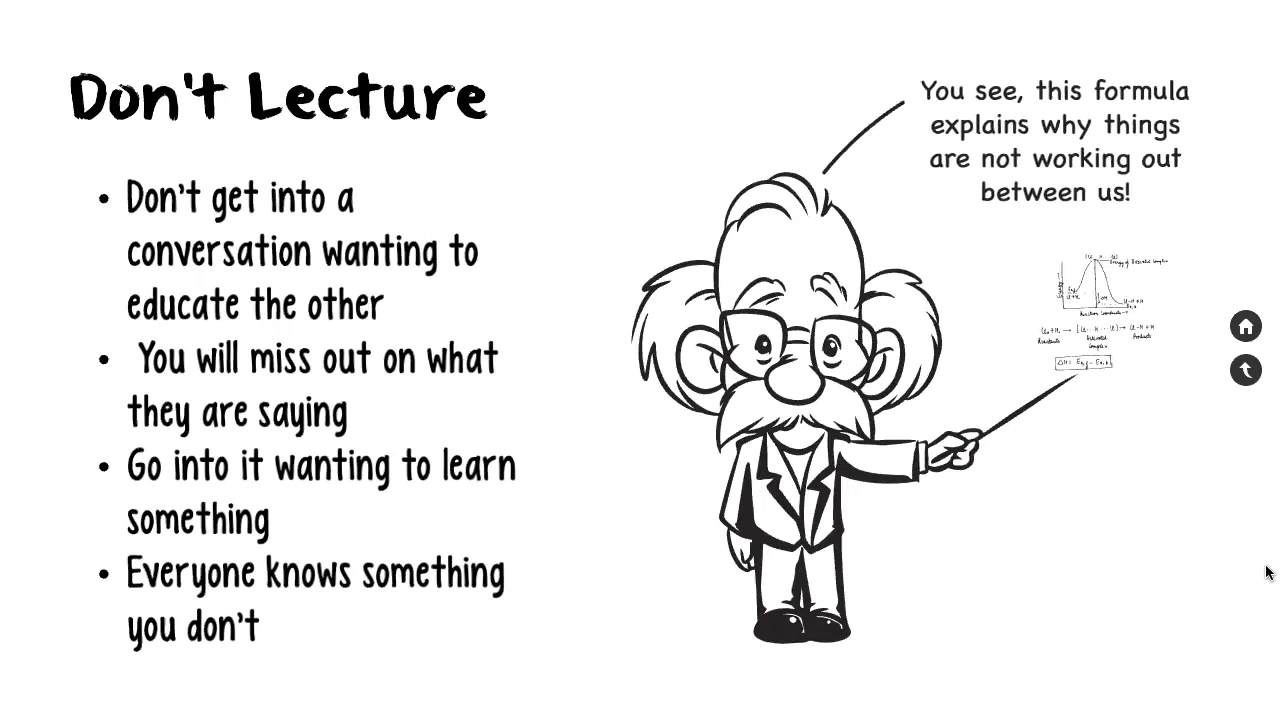 Don't Lecture
You see, this formula
explains why things
are not working out
between us!
• Don't get into a
conversation wanting to
educate the other
• You will miss out on what
they are saying
• Go into it wanting to learn
something
• Everyone knows something
you don't